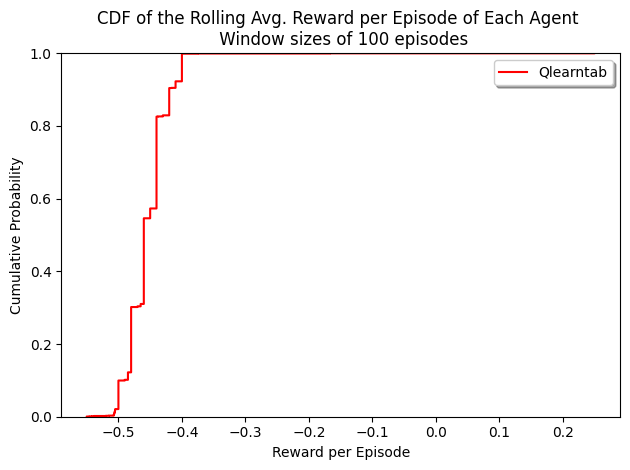 CDF of the Rolling Avg. Reward per Episode of Each Agent
Window sizes of 100 episodes
Qlearntab
Cumulative Probability
1.0
0.8
0.6
0.4
0.2
0.0
−0.5 −0.4 −0.3 −0.2 −0.1 0.0 0.1 0.2
Reward per Episode